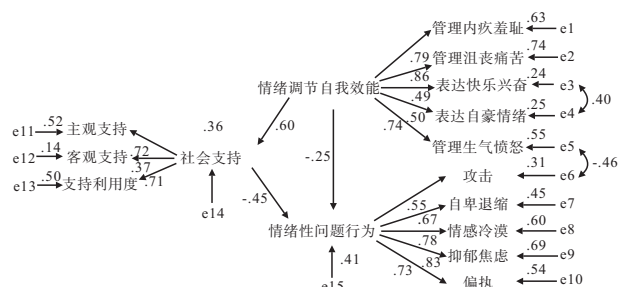 管理内疚羞耻 .63 e1
管理沮丧痛苦 .74 e2
.79
.86 表达快乐兴奋 .24 e3
情绪调节自我效能
.49 表达自豪情绪 .25 e4 .40
.74 .50
管理生气愤怒 .55 e5
.36 .60
e11 .52 主观支持
e12 .14 客观支持 .72 社会支持
.37
e13 .50 支持利用度 .71
-.25
攻击 .31 e6 -.46
e14 -.45
.55 自卑退缩 .45 e7
.67
情绪性问题行为 情感冷漠 .60 e8
.78
抑郁焦虑 .69 e9
.41 .73 .83
偏执 .54 e10
e15